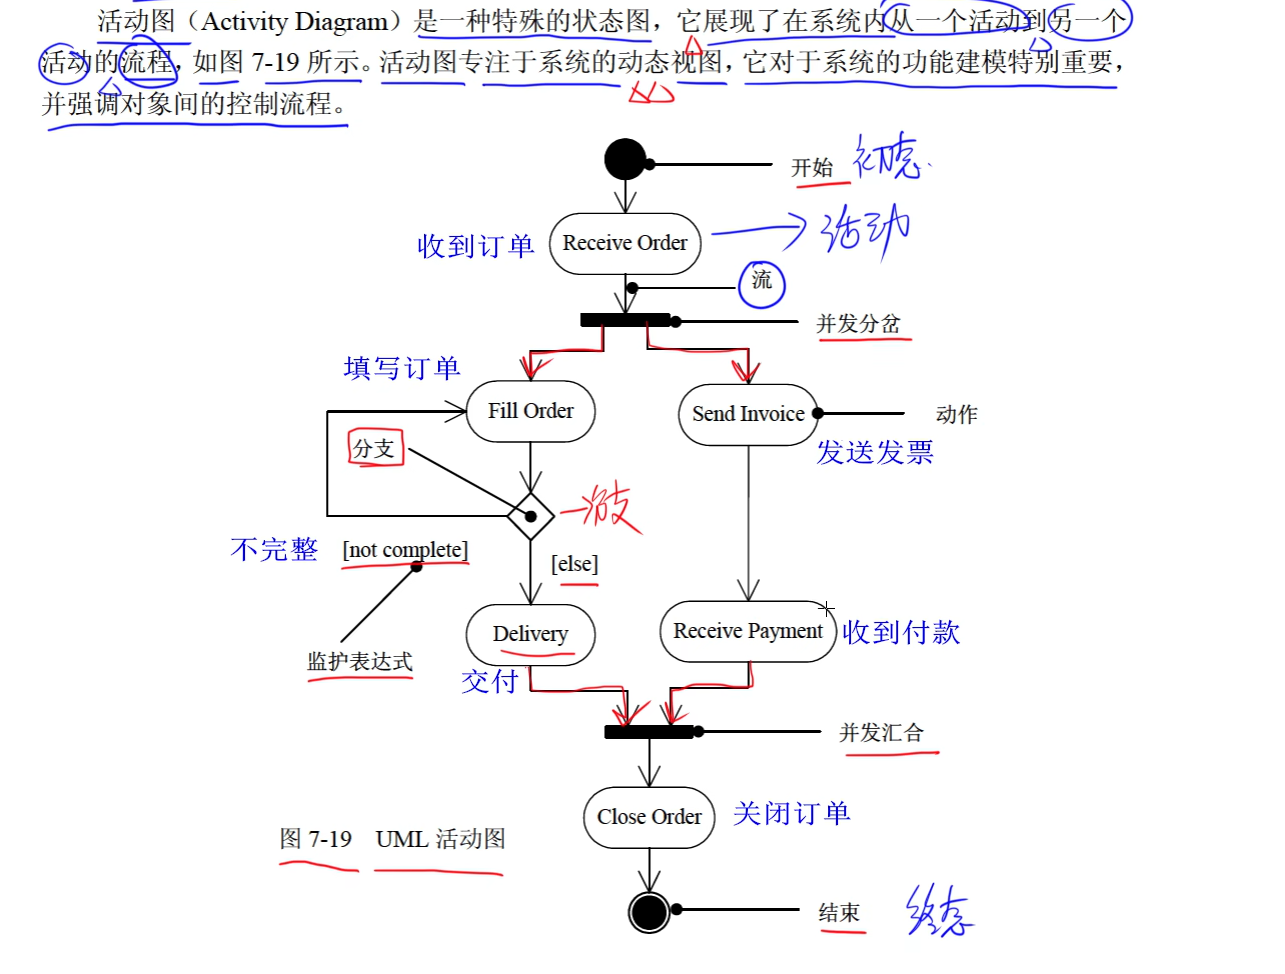 活动图（Activity Diagram）是一种特殊的状态图，它展现了在系统内从一个活动到另一个
活动的流程，如图 7-19 所示。活动图专注于系统的动态视图，它对于系统的功能建模特别重要，
并强调对象间的控制流程。
开始 初态
收到订单 Receive Order 活动
流
并发分岔
填写订单
Fill Order Send Invoice 动作
分支 发送发票
一支
不完整 [not complete]
[else]
Delivery Receive Payment 收到付款
监护表达式
交付
并发汇合
Close Order 关闭订单
图 7-19 UML 活动图
结束 终态